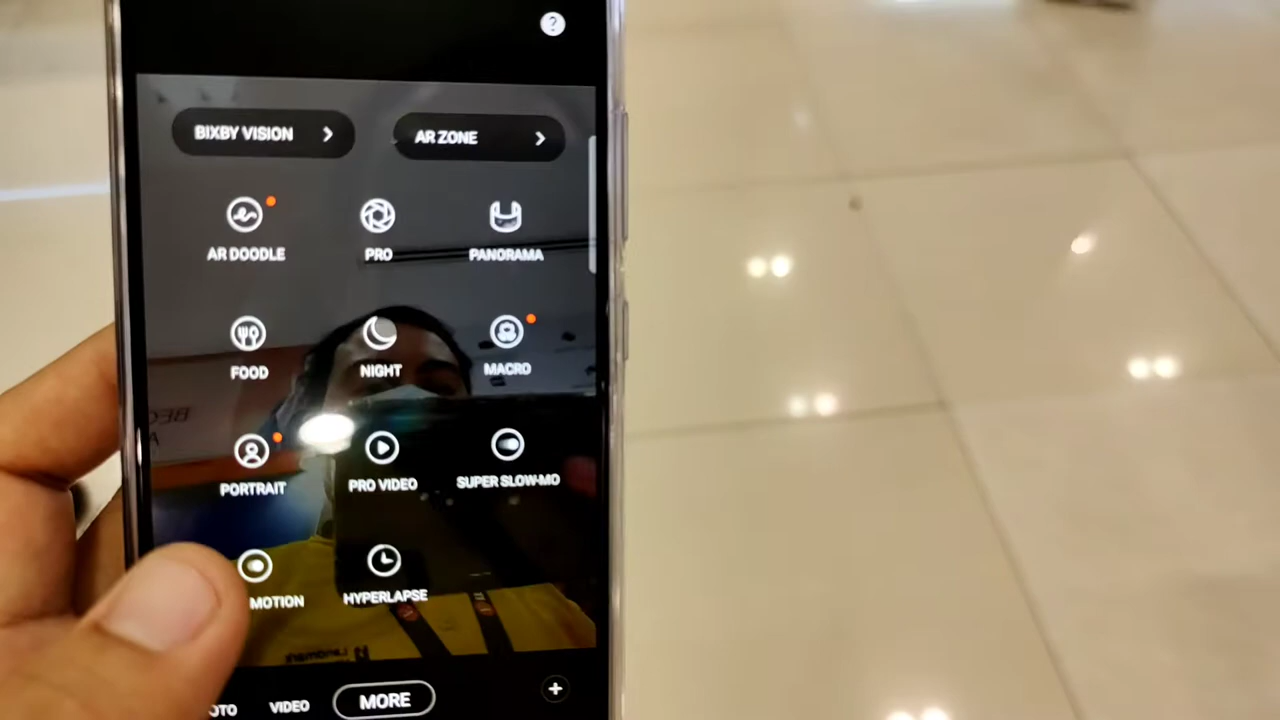 ?
BIXBY VISION >
AR ZONE >
AR DOODLE
PRO
PANORAMA
FOOD
NIGHT
MACRO
PORTRAIT
PRO VIDEO
SUPER SLOW-MO
MOTION
HYPERLAPSE
OTO
VIDEO
MORE
+